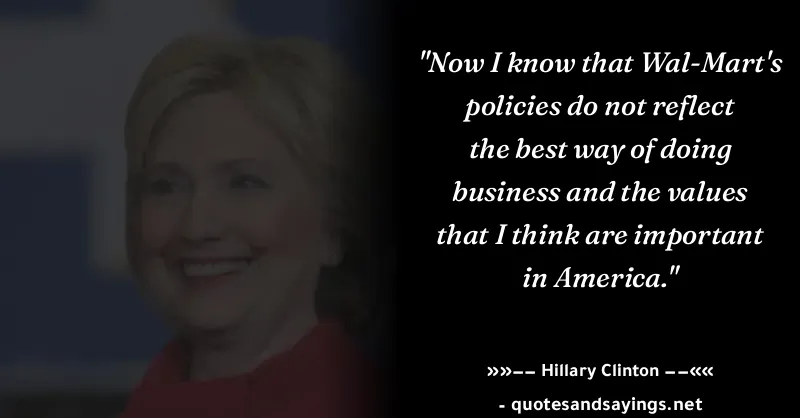 "Now I know that Wal-Mart's
policies do not reflect
the best way of doing
business and the values
that I think are important
in America."
»»–– Hillary Clinton ––««
- quotesandsayings.net